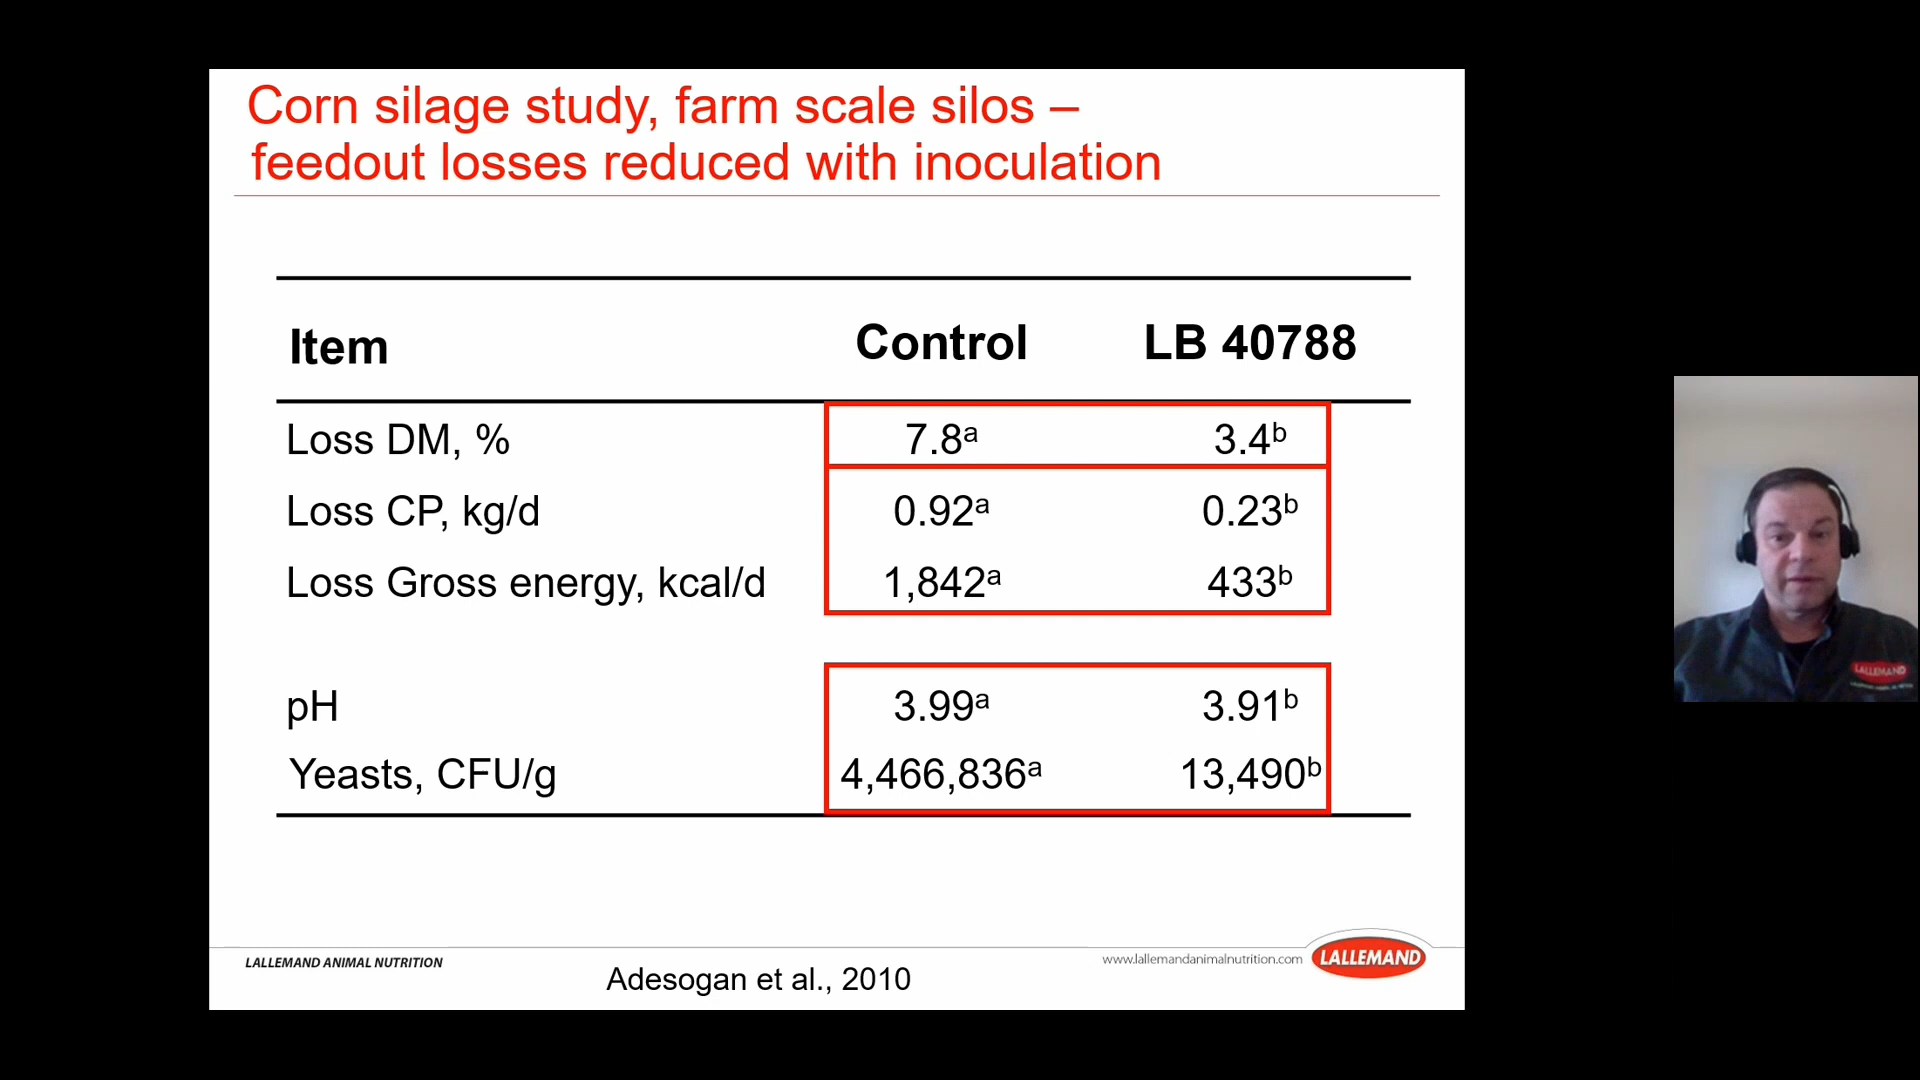 Corn silage study, farm scale silos –
feedout losses reduced with inoculation
Item Control LB 40788
Loss DM, % 7.8ᵃ 3.4ᵇ
Loss CP, kg/d 0.92ᵃ 0.23ᵇ
Loss Gross energy, kcal/d 1,842ᵃ 433ᵇ
pH 3.99ᵃ 3.91ᵇ
Yeasts, CFU/g 4,466,836ᵃ 13,490ᵇ
LALLEMAND ANIMAL NUTRITION
Adesogan et al., 2010
www.lallemandanimalnutrition.com
LALLEMAND
LALLEMAND